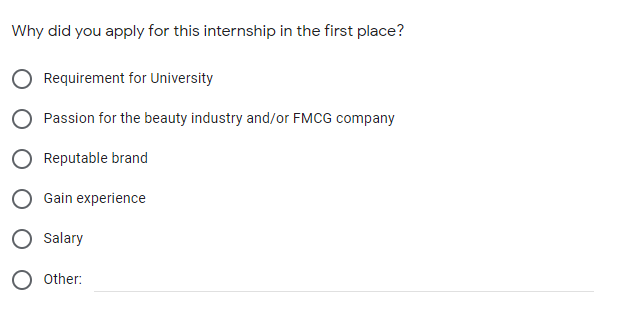 Why did you apply for this internship in the first place?
Requirement for University
Passion for the beauty industry and/or FMCG company
Reputable brand
Gain experience
Salary
Other: